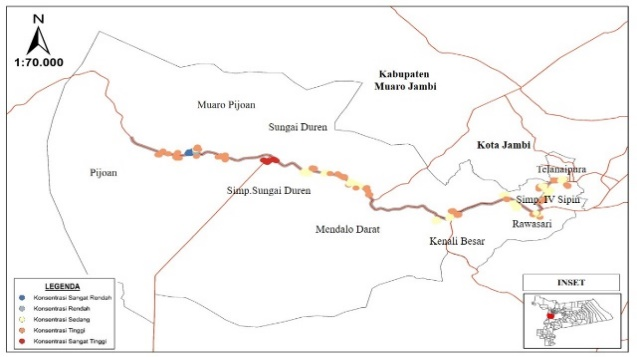 N
1:70.000
Kabupaten
Muaro Jambi
Muaro Pijoan
Sungai Duren
Kota Jambi
Pijoan
Telanaipura
Simp.Sungai Duren
Simp. IV Sipin
Mendalo Darat
Rawasari
Kenali Besar
LEGENDA
Konsentrasi Sangat Rendah
Konsentrasi Rendah
Konsentrasi Sedang
Konsentrasi Tinggi
Konsentrasi Sangat Tinggi
INSET